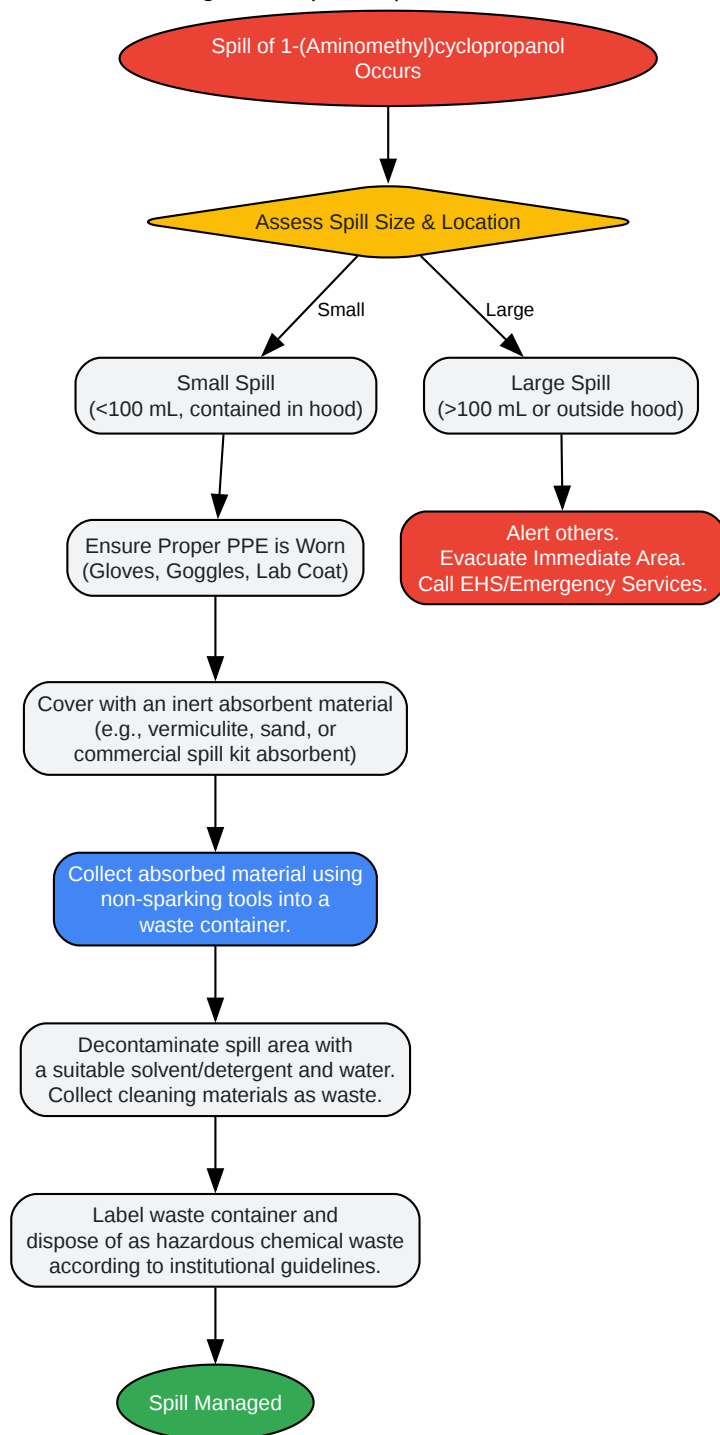 Spill of 1-(Aminomethyl)cyclopropanol
Occurs
Assess Spill Size & Location
Small
Large
Small Spill
(<100 mL, contained in hood)
Large Spill
(>100 mL or outside hood)
Ensure Proper PPE is Worn
(Gloves, Goggles, Lab Coat)
Alert others.
Evacuate Immediate Area.
Call EHS/Emergency Services.
Cover with an inert absorbent material
(e.g., vermiculite, sand, or
commercial spill kit absorbent)
Collect absorbed material using
non-sparking tools into a
waste container.
Decontaminate spill area with
a suitable solvent/detergent and water.
Collect cleaning materials as waste.
Label waste container and
dispose of as hazardous chemical waste
according to institutional guidelines.
Spill Managed